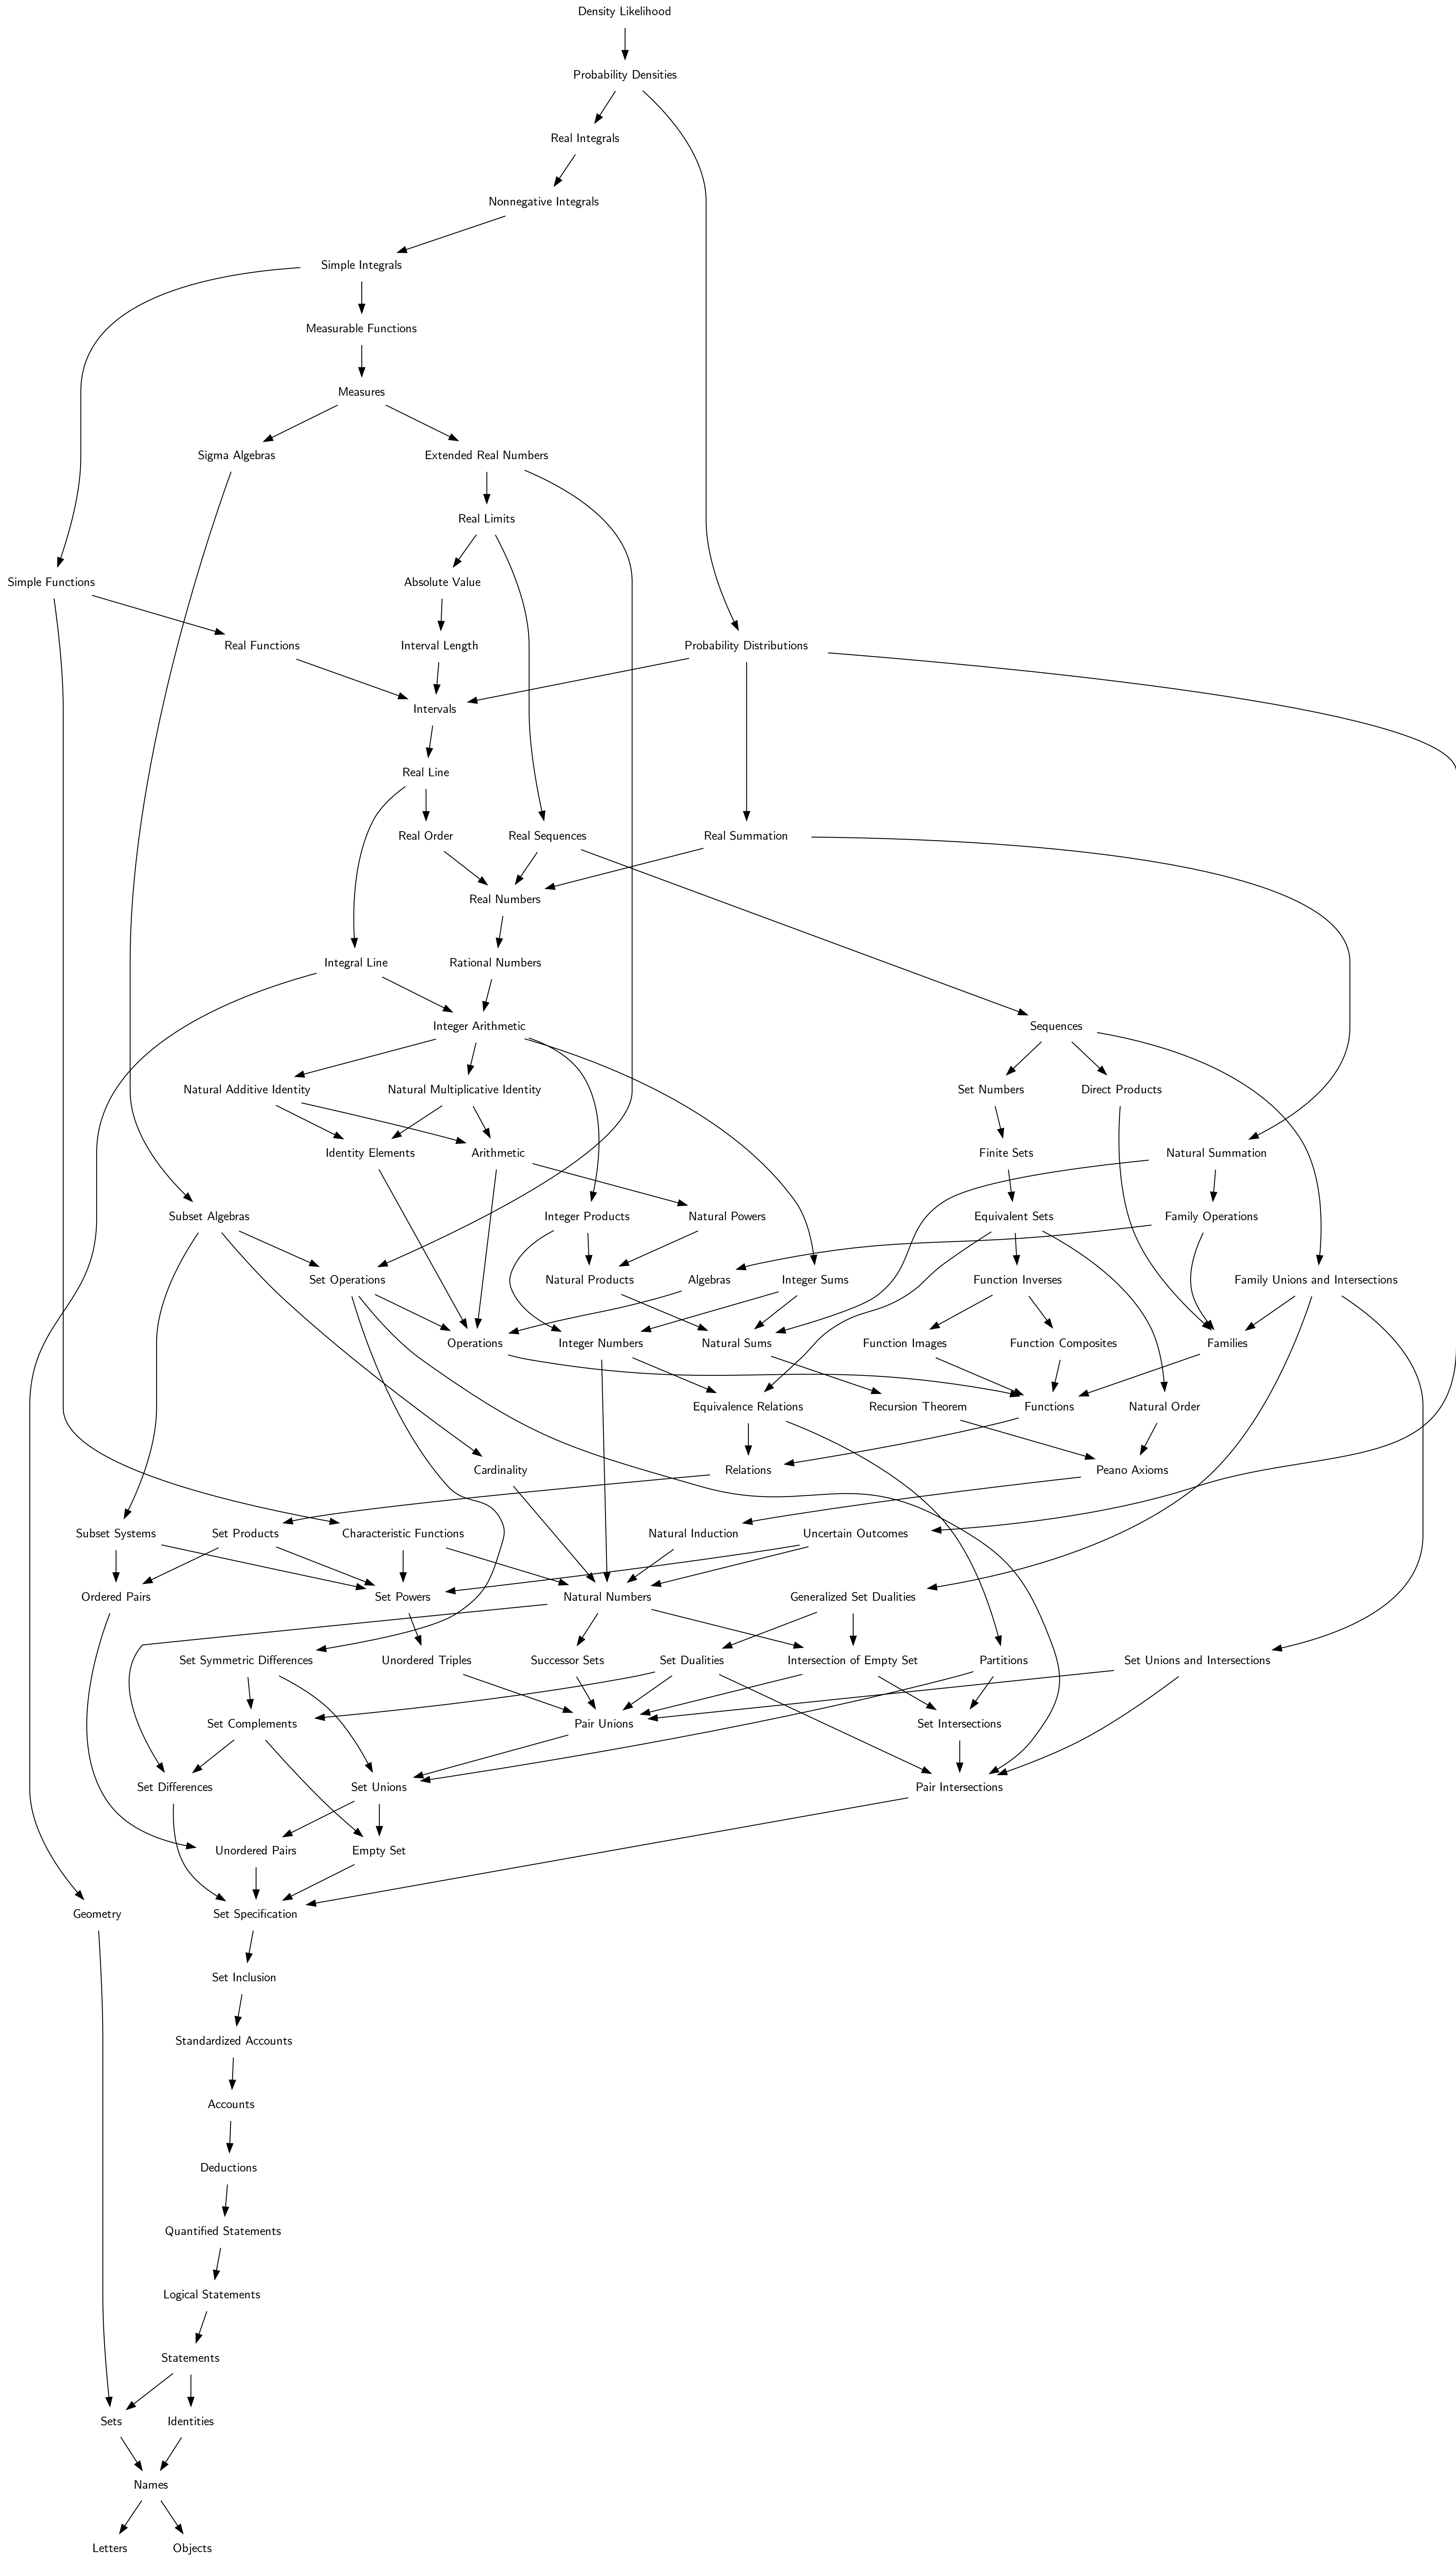 Density Likelihood
Probability Densities
Real Integrals
Nonnegative Integrals
Simple Integrals
Measurable Functions
Measures
Sigma Algebras
Extended Real Numbers
Real Limits
Simple Functions
Absolute Value
Real Functions
Interval Length
Probability Distributions
Intervals
Real Line
Real Order
Real Sequences
Real Summation
Real Numbers
Integral Line
Rational Numbers
Integer Arithmetic
Sequences
Natural Additive Identity
Natural Multiplicative Identity
Set Numbers
Direct Products
Identity Elements
Arithmetic
Finite Sets
Natural Summation
Subset Algebras
Integer Products
Natural Powers
Equivalent Sets
Family Operations
Set Operations
Natural Products
Algebras
Integer Sums
Function Inverses
Family Unions and Intersections
Operations
Integer Numbers
Natural Sums
Function Images
Function Composites
Families
Equivalence Relations
Recursion Theorem
Functions
Natural Order
Cardinality
Relations
Peano Axioms
Subset Systems
Set Products
Characteristic Functions
Natural Induction
Uncertain Outcomes
Ordered Pairs
Set Powers
Natural Numbers
Generalized Set Dualities
Set Symmetric Differences
Unordered Triples
Successor Sets
Set Dualities
Intersection of Empty Set
Partitions
Set Unions and Intersections
Set Complements
Pair Unions
Set Intersections
Set Differences
Set Unions
Pair Intersections
Unordered Pairs
Empty Set
Geometry
Set Specification
Set Inclusion
Standardized Accounts
Accounts
Deductions
Quantified Statements
Logical Statements
Statements
Sets
Identities
Names
Letters
Objects